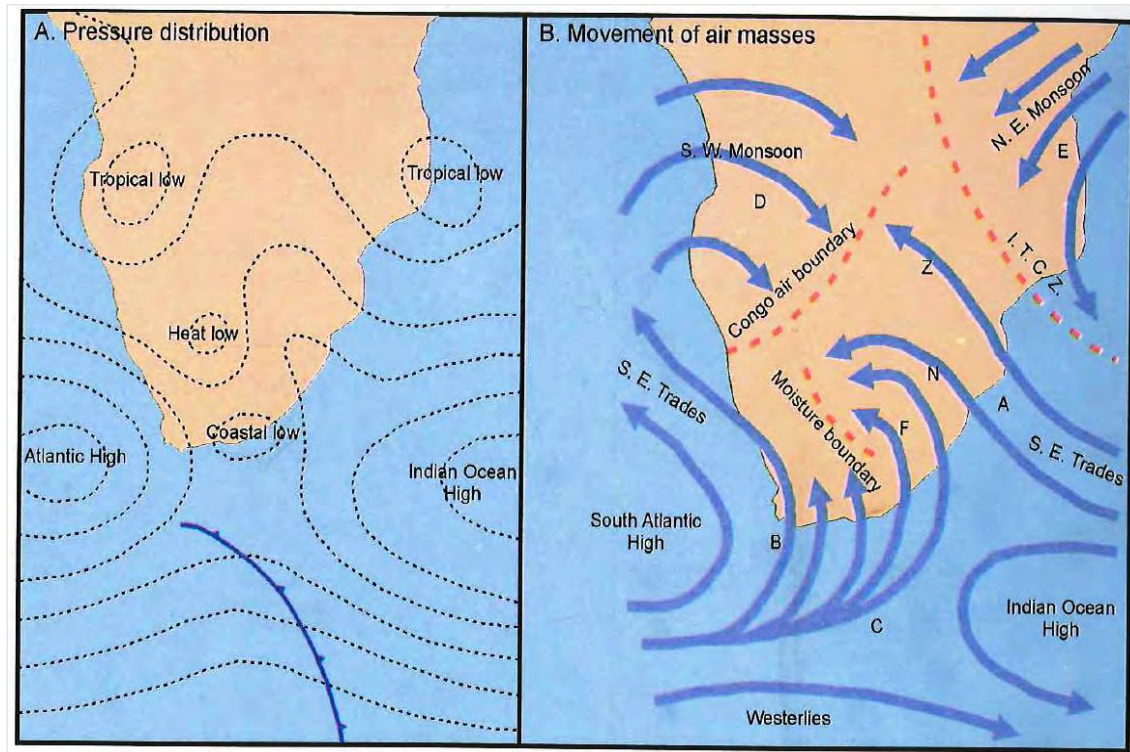 A. Pressure distribution
Tropical low
Tropical low
Heat low
Coastal low
Atlantic High
Indian Ocean
High
B. Movement of air masses
N. E. Monsoon
E
S. W. Monsoon
D
Congo air boundary
Z
I. T. C. Z.
S. E. Trades
N
A
Moisture boundary
F
S. E. Trades
South Atlantic
High
B
Indian Ocean
High
C
Westerlies